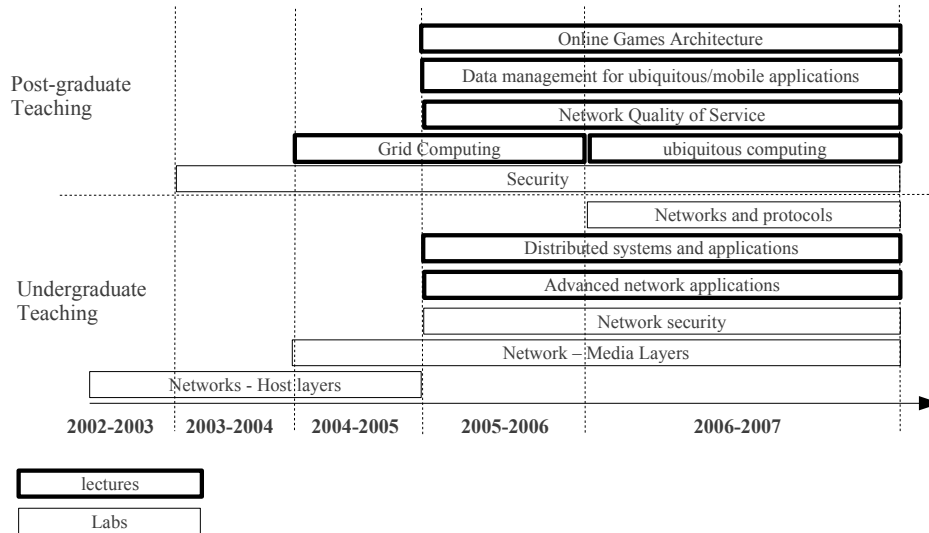 Online Games Architecture
Post-graduate
Teaching
Data management for ubiquitous/mobile applications
Network Quality of Service
Grid Computing
ubiquitous computing
Security
Networks and protocols
Distributed systems and applications
Undergraduate
Teaching
Advanced network applications
Network security
Network – Media Layers
Networks - Host layers
2002-2003 2003-2004 2004-2005 2005-2006 2006-2007
lectures
Labs